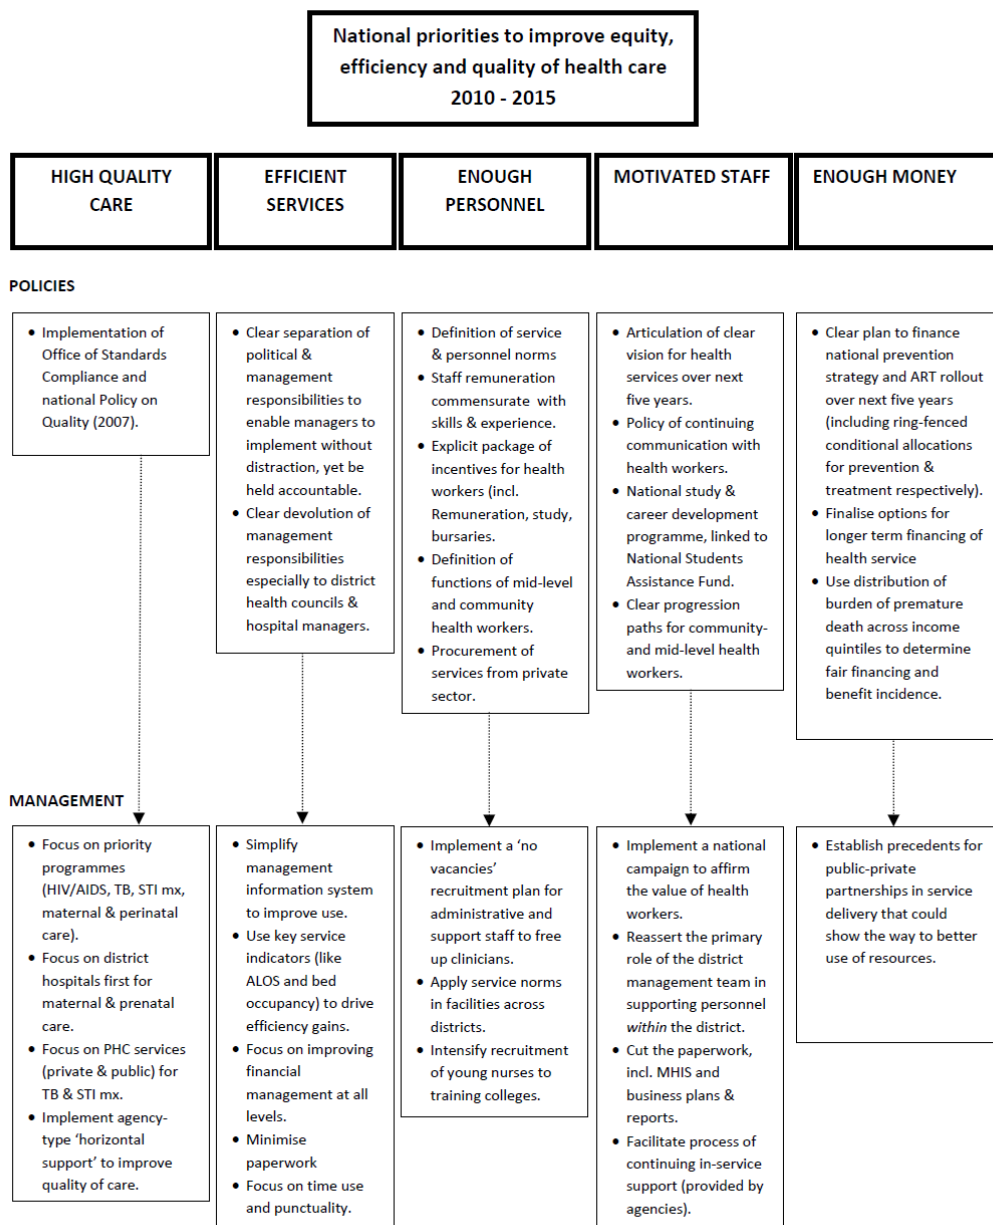 National priorities to improve equity,
efficiency and quality of health care
2010 - 2015
HIGH QUALITY
CARE
EFFICIENT
SERVICES
ENOUGH
PERSONNEL
MOTIVATED STAFF
ENOUGH MONEY
POLICIES
• Implementation of
Office of Standards
Compliance and
national Policy on
Quality (2007).
• Clear separation of
political &
management
responsibilities to
enable managers to
implement without
distraction, yet be
held accountable.
• Clear devolution of
management
responsibilities
especially to district
health councils &
hospital managers.
• Definition of service
& personnel norms
• Staff remuneration
commensurate with
skills & experience.
• Explicit package of
incentives for health
workers (incl.
Remuneration, study,
bursaries.
• Definition of
functions of mid-level
and community
health workers.
• Procurement of
services from private
sector.
• Articulation of clear
vision for health
services over next
five years.
• Policy of continuing
communication with
health workers.
• National study &
career development
programme, linked to
National Students
Assistance Fund.
• Clear progression
paths for community-
and mid-level health
workers.
• Clear plan to finance
national prevention
strategy and ART rollout
over next five years
(including ring-fenced
conditional allocations
for prevention &
treatment respectively).
• Finalise options for
longer term financing of
health service
• Use distribution of
burden of premature
death across income
quintiles to determine
fair financing and
benefit incidence.
MANAGEMENT
• Focus on priority
programmes
(HIV/AIDS, TB, STI mx,
maternal & perinatal
care).
• Focus on district
hospitals first for
maternal & prenatal
care.
• Focus on PHC services
(private & public) for
TB & STI mx.
• Implement agency-
type ‘horizontal
support’ to improve
quality of care.
• Simplify
management
information system
to improve use.
• Use key service
indicators (like
ALOS and bed
occupancy) to drive
efficiency gains.
• Focus on improving
financial
management at all
levels.
• Minimise
paperwork
• Focus on time use
and punctuality.
• Implement a ‘no
vacancies’
recruitment plan for
administrative and
support staff to free
up clinicians.
• Apply service norms
in facilities across
districts.
• Intensify recruitment
of young nurses to
training colleges.
• Implement a national
campaign to affirm
the value of health
workers.
• Reassert the primary
role of the district
management team in
supporting personnel
within the district.
• Cut the paperwork,
incl. MHIS and
business plans &
reports.
• Facilitate process of
continuing in-service
support (provided by
agencies).
• Establish precedents for
public-private
partnerships in service
delivery that could
show the way to better
use of resources.